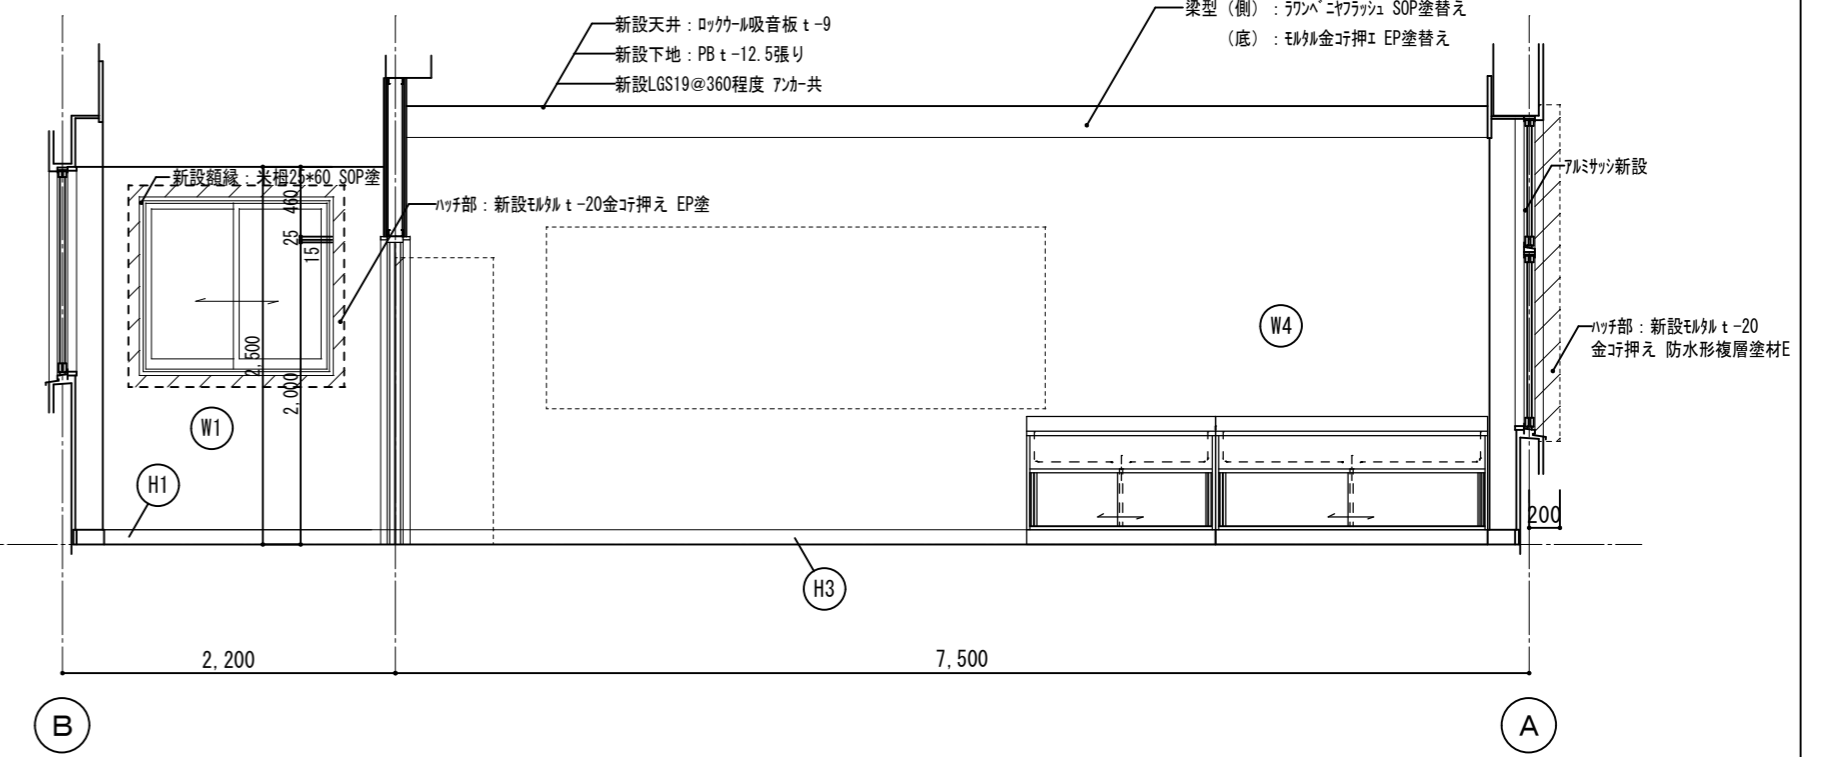 新設天井：ﾛｯｸｳｰﾙ吸音板ｔ-9
新設下地：PBｔ-12.5張り
新設LGS19@360程度 ｱﾝｶｰ共
梁型（側）：ﾗﾜﾝﾍﾞﾆﾔﾌﾗｯｼｭ SOP塗替え
（底）：ﾓﾙﾀﾙ金ｺﾃ押ｴ EP塗替え
新設額縁：米栂25*60 SOP塗
ﾊｯﾁ部：新設ﾓﾙﾀﾙｔ-20金ｺﾃ押え EP塗
ｱﾙﾐｻｯｼ新設
ﾊｯﾁ部：新設ﾓﾙﾀﾙｔ-20
金ｺﾃ押え 防水形複層塗材E
460
25
15
2,500
2,000
W1
W4
H1
H3
200
2,200
7,500
B
A